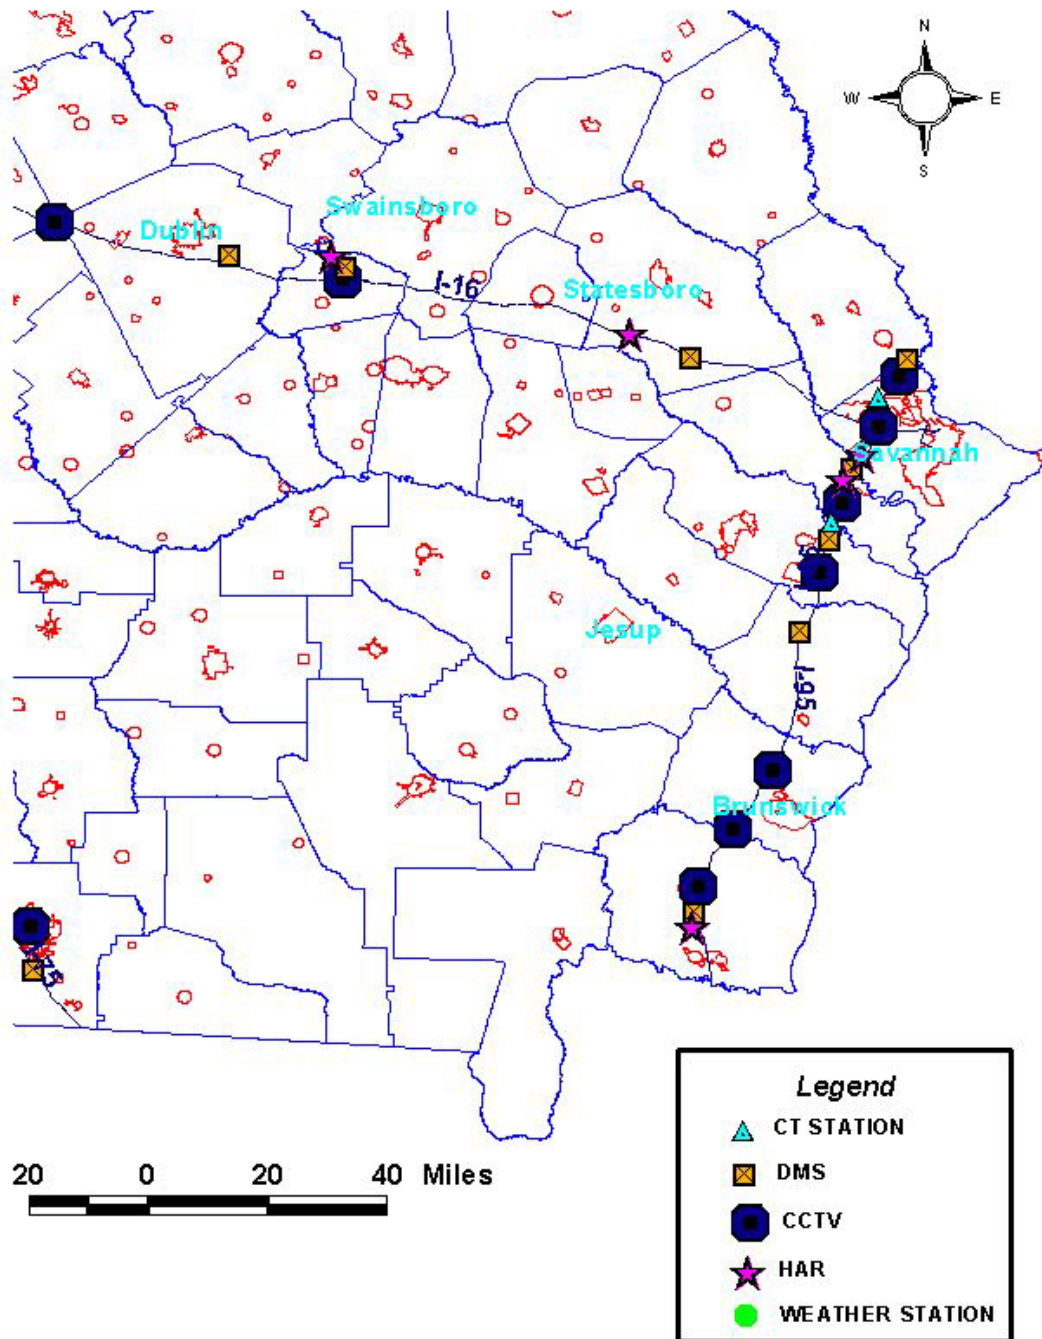 N
W E
S
Swainsboro
Dublin
I-16
Statesboro
Savannah
Jesup
I-95
Brunswick
20 0 20 40 Miles
Legend
CT STATION
DMS
CCTV
HAR
WEATHER STATION